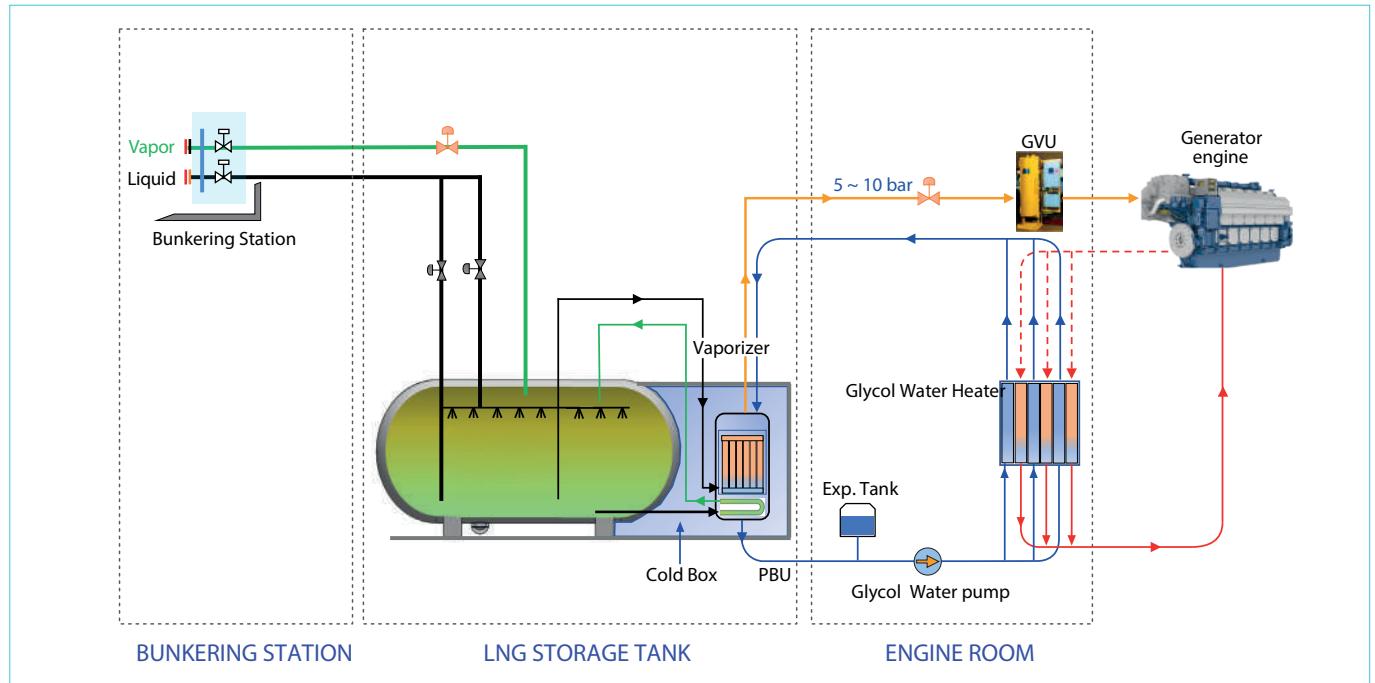 Vapor
Liquid
Bunkering Station
5 ~ 10 bar
GVU
Generator
engine
Vaporizer
Glycol Water Heater
Exp. Tank
Cold Box
PBU
Glycol Water pump
BUNKERING STATION
LNG STORAGE TANK
ENGINE ROOM